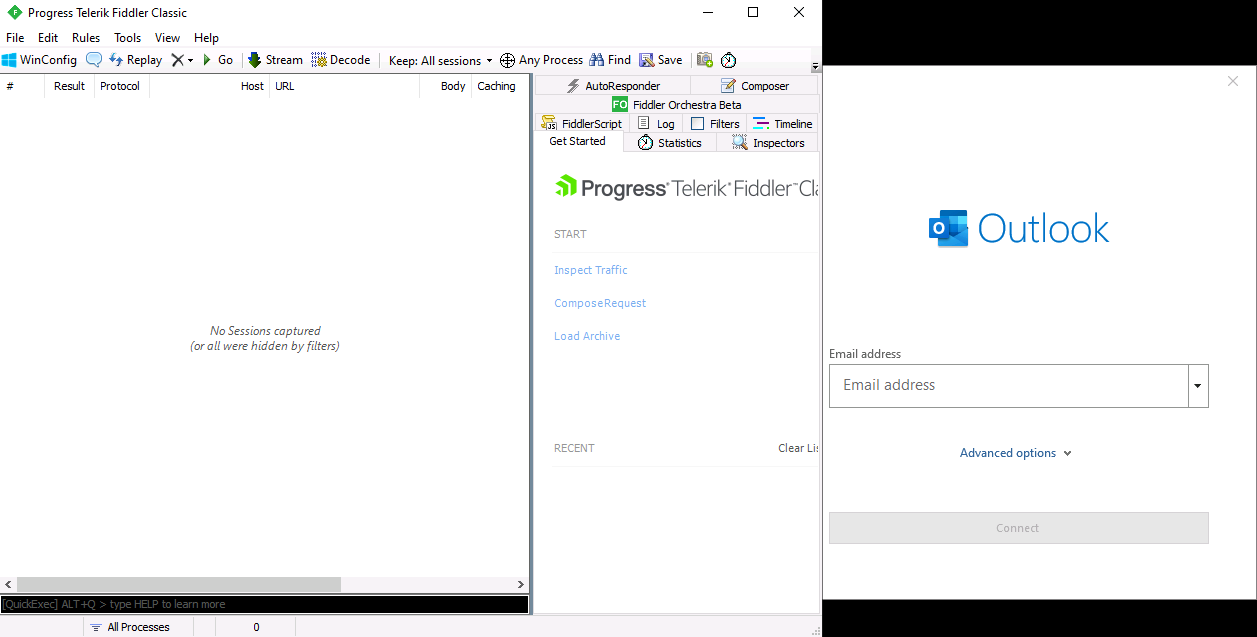 Progress Telerik Fiddler Classic
File Edit Rules Tools View Help
WinConfig Replay Go Stream Decode Keep: All sessions Any Process Find Save
# Result Protocol Host URL Body Caching
No Sessions captured
(or all were hidden by filters)
[QuickExec] ALT+Q > type HELP to learn more
All Processes 0
AutoResponder Composer
FO Fiddler Orchestra Beta
JS FiddlerScript Log Filters Timeline
Get Started Statistics Inspectors
Progress® Telerik® Fiddler™ Cla
START
Inspect Traffic
Compose Request
Load Archive
RECENT Clear Lis
Outlook
Email address
Email address
Advanced options
Connect